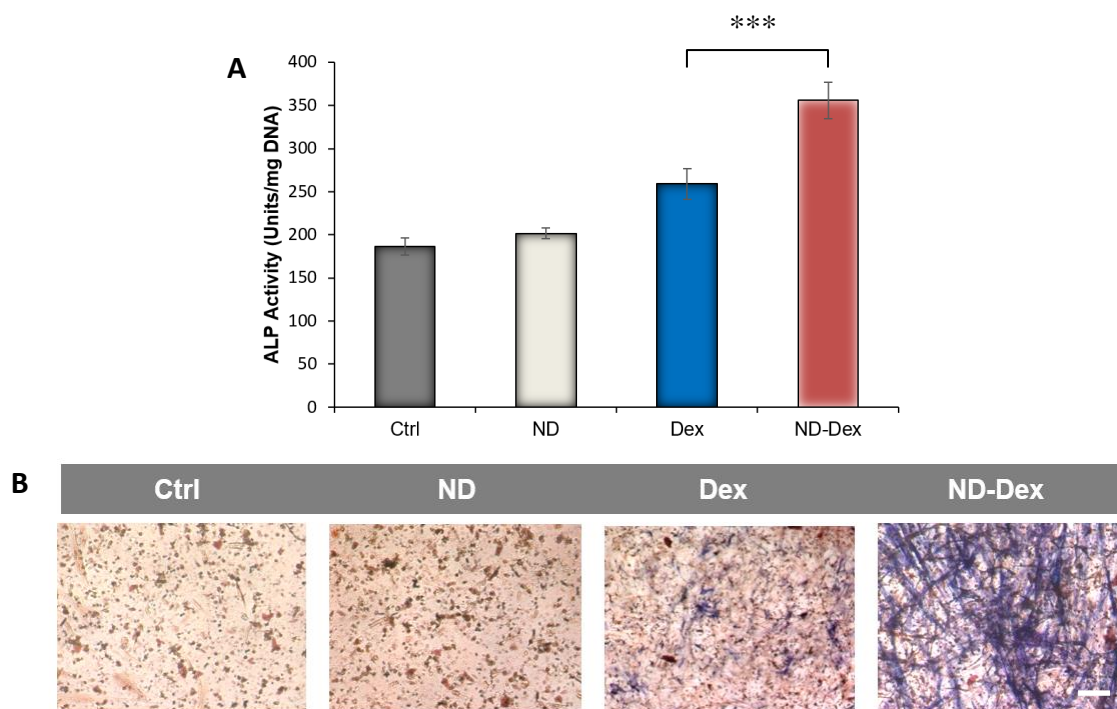 ***
A
400
350
300
250
200
150
100
50
0
ALP Activity (Units/mg DNA)
Ctrl ND Dex ND-Dex
B
Ctrl ND Dex ND-Dex